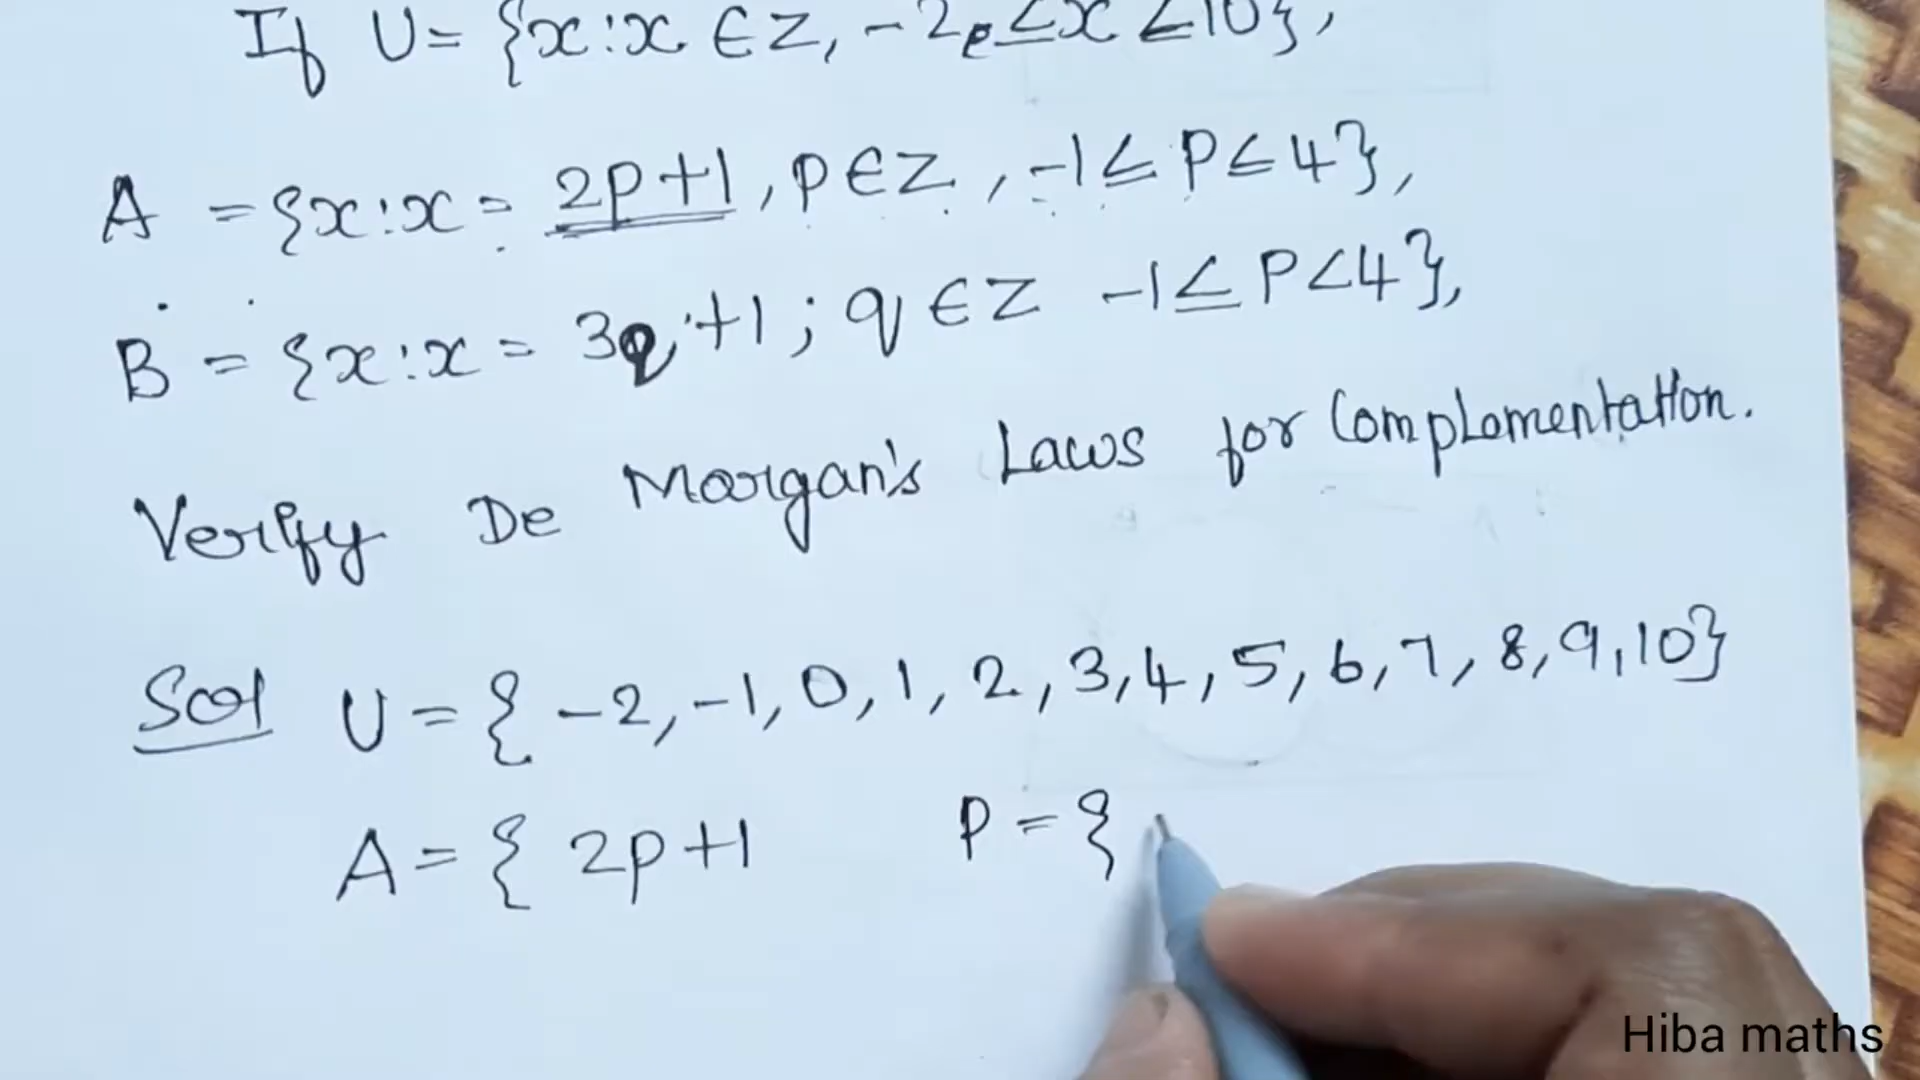 If U = {x : x ∈ Z, -2 ≤ x ≤ 10},
A = {x : x = 2p+1, p ∈ Z, -1 ≤ p ≤ 4},
B = {x : x = 3q+1; q ∈ Z -1 ≤ p < 4},
Verify De Morgan's Laws for Complementation.
Sol U = { -2, -1, 0, 1, 2, 3, 4, 5, 6, 7, 8, 9, 10}
A = { 2p+1 P = {
Hiba maths